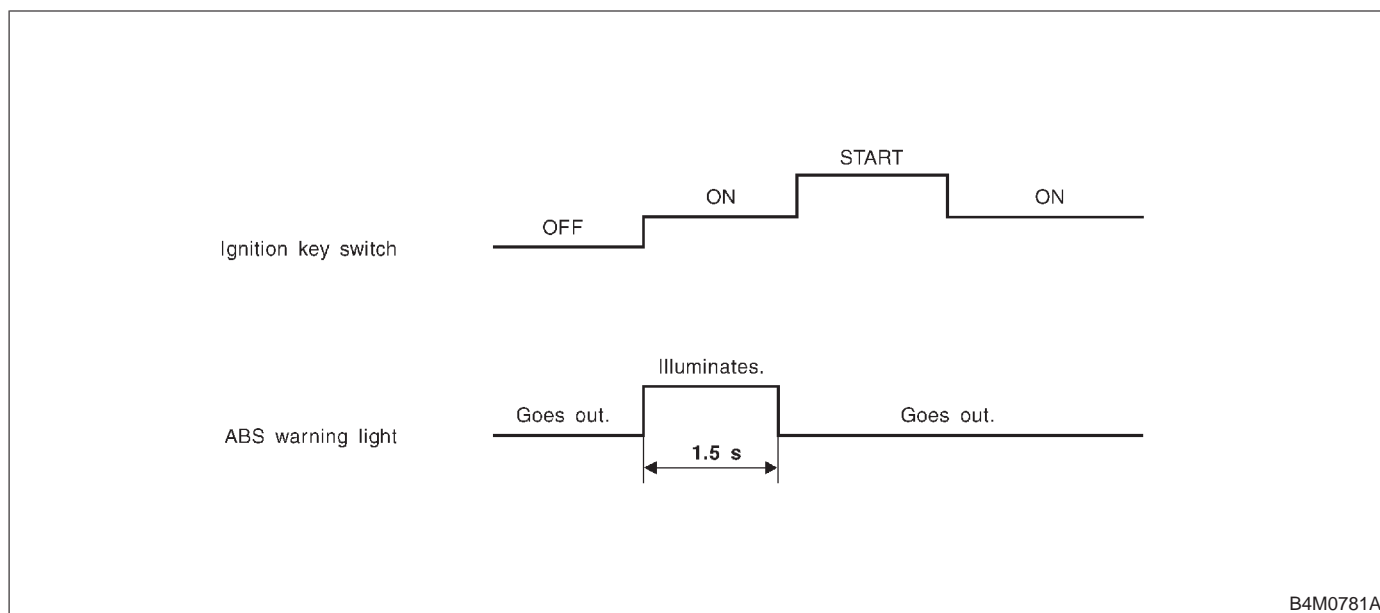 START
ON
ON
OFF
Ignition key switch
Illuminates.
Goes out.
Goes out.
ABS warning light
1.5 s
B4M0781A